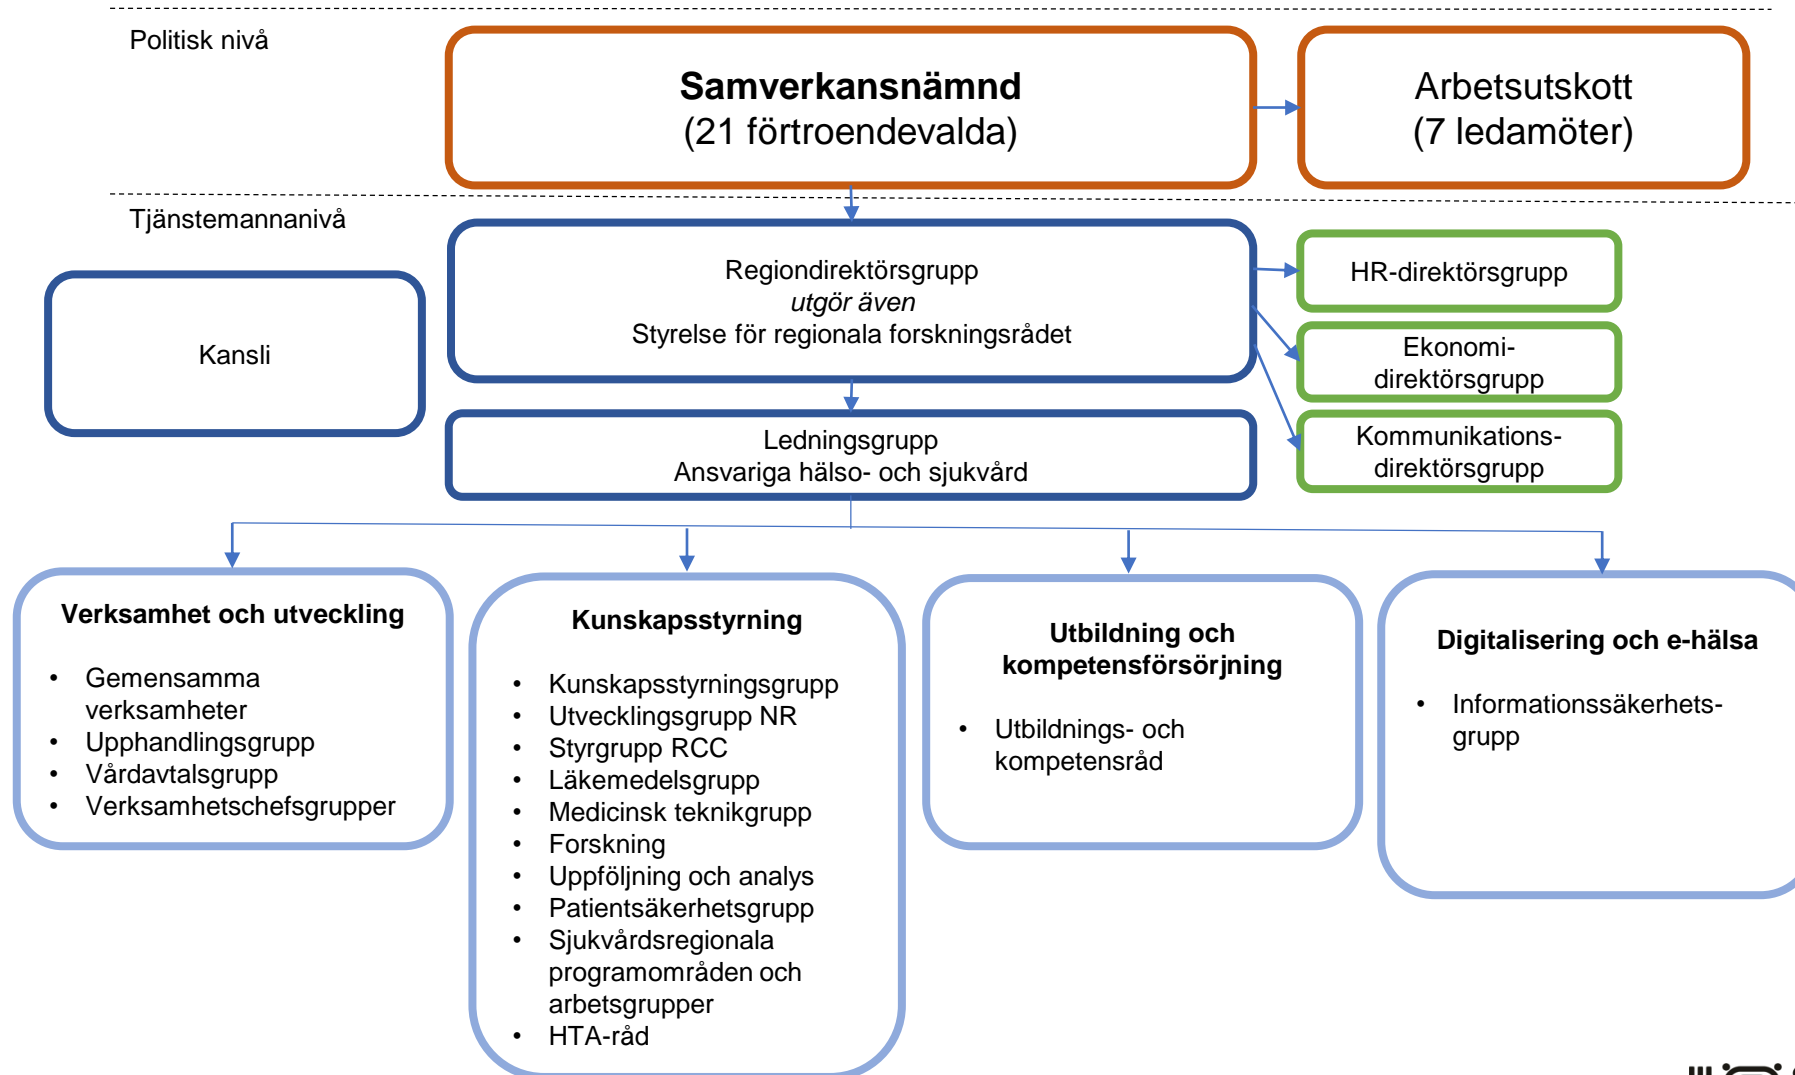 Politisk nivå
Samverkansnämnd
(21 förtroendevalda)
Arbetsutskott
(7 ledamöter)
Tjänstemannanivå
Kansli
Regiondirektörsgrupp
utgör även
Styrelse för regionala forskningsrådet
HR-direktörsgrupp
Ekonomi-
direktörsgrupp
Kommunikations-
direktörsgrupp
Ledningsgrupp
Ansvariga hälso- och sjukvård
Verksamhet och utveckling
• Gemensamma
verksamheter
• Upphandlingsgrupp
• Vårdavtalsgrupp
• Verksamhetschefsgrupper
Kunskapsstyrning
• Kunskapsstyrningsgrupp
• Utvecklingsgrupp NR
• Styrgrupp RCC
• Läkemedelsgrupp
• Medicinsk teknikgrupp
• Forskning
• Uppföljning och analys
• Patientsäkerhetsgrupp
• Sjukvårdsregionala
programområden och
arbetsgrupper
• HTA-råd
Utbildning och
kompetensförsörjning
• Utbildnings- och
kompetensråd
Digitalisering och e-hälsa
• Informationssäkerhets-
grupp